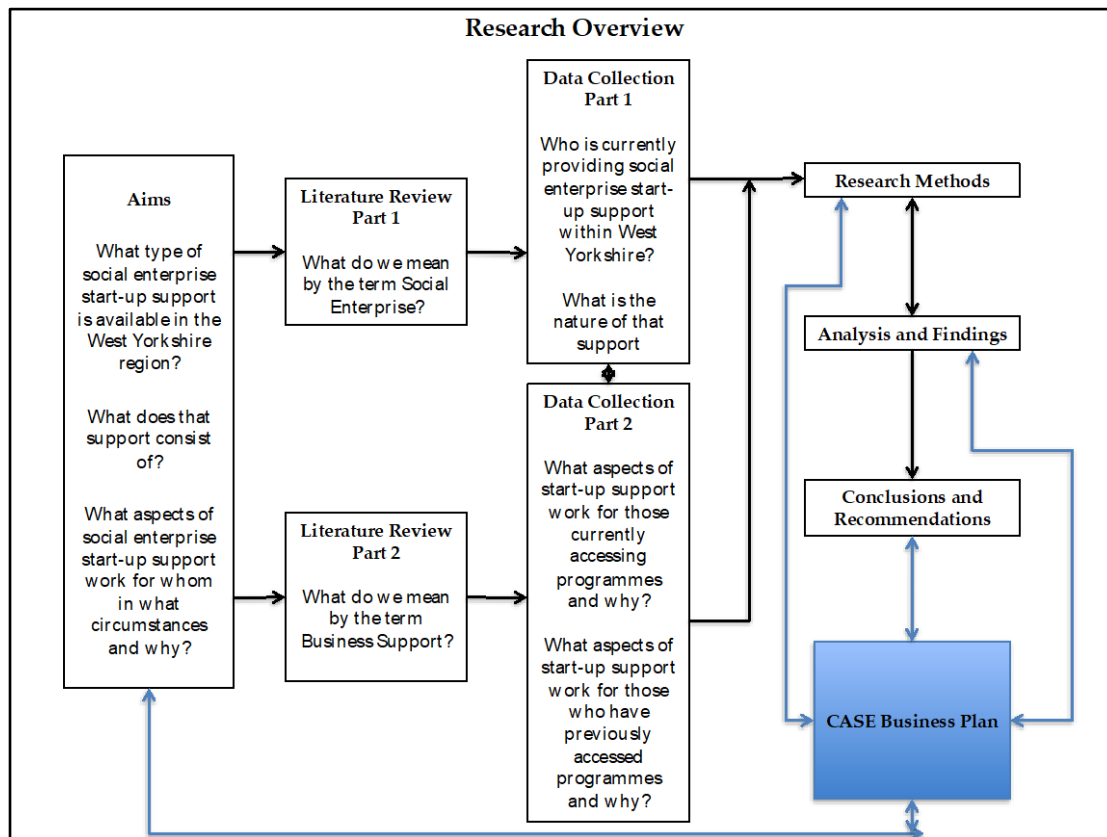 Research Overview
Aims
What type of
social enterprise
start-up support
is available in the
West Yorkshire
region?
What does that
support consist
of?
What aspects of
social enterprise
start-up support
work for whom
in what
circumstances
and why?
Literature Review
Part 1
What do we mean
by the term Social
Enterprise?
Literature Review
Part 2
What do we mean
by the term
Business Support?
Data Collection
Part 1
Who is currently
providing social
enterprise start-
up support
within West
Yorkshire?
What is the
nature of that
support
Data Collection
Part 2
What aspects of
start-up support
work for those
currently
accessing
programmes
and why?
What aspects of
start-up support
work for those
who have
previously
accessed
programmes
and why?
Research Methods
Analysis and Findings
Conclusions and
Recommendations
CASE Business Plan